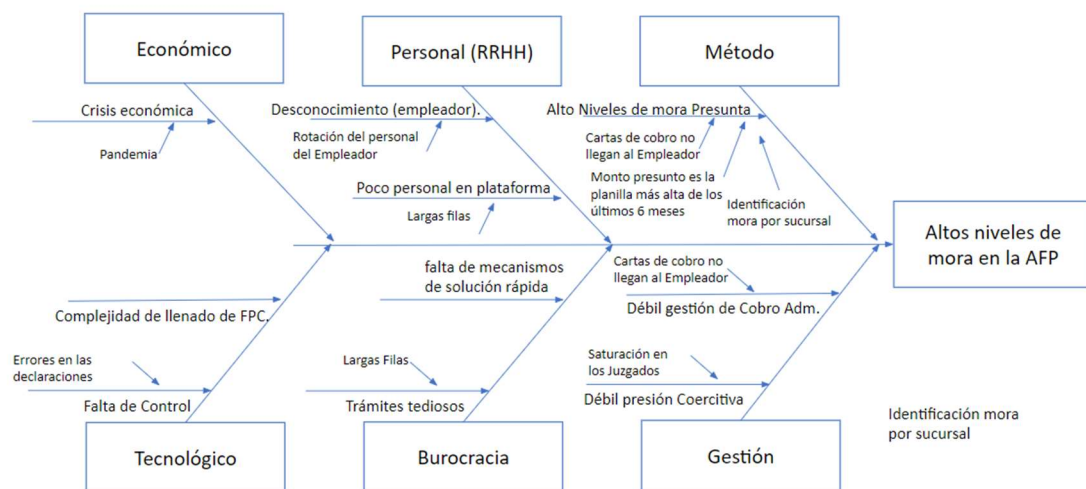 Económico
Personal (RRHH)
Método
Crisis económica
Pandemia
Desconocimiento (empleador).
Rotación del personal
del Empleador
Poco personal en plataforma
Largas filas
Alto Niveles de mora Presunta
Cartas de cobro no
llegan al Empleador
Monto presunto es la
planilla más alta de los
últimos 6 meses
Identificación
mora por sucursal
Altos niveles de
mora en la AFP
Complejidad de llenado de FPC.
Errores en las
declaraciones
Falta de Control
falta de mecanismos
de solución rápida
Largas Filas
Trámites tediosos
Cartas de cobro no
llegan al Empleador
Débil gestión de Cobro Adm.
Saturación en
los Juzgados
Débil presión Coercitiva
Identificación mora
por sucursal
Tecnológico
Burocracia
Gestión